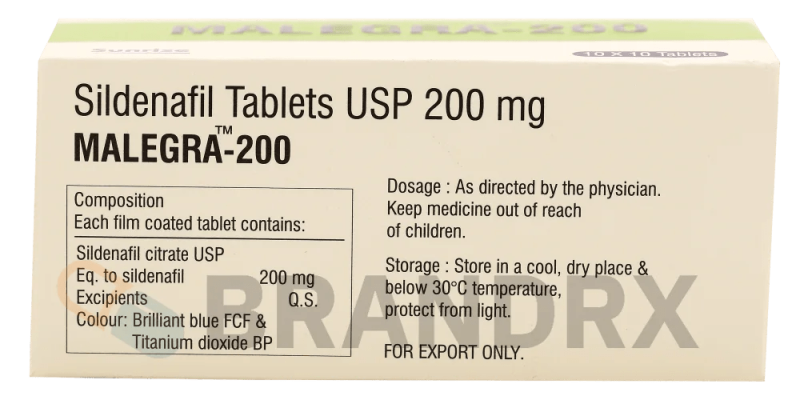 MALEGRA-200
Sunrise
10 X 10 Tablets
Sildenafil Tablets USP 200 mg
MALEGRA™-200
Composition
Each film coated tablet contains:
Sildenafil citrate USP
Eq. to sildenafil 200 mg
Excipients Q.S.
Colour: Brilliant blue FCF &
Titanium dioxide BP
Dosage : As directed by the physician.
Keep medicine out of reach
of children.
Storage : Store in a cool, dry place &
below 30°C temperature,
protect from light.
FOR EXPORT ONLY.
BRANDRX